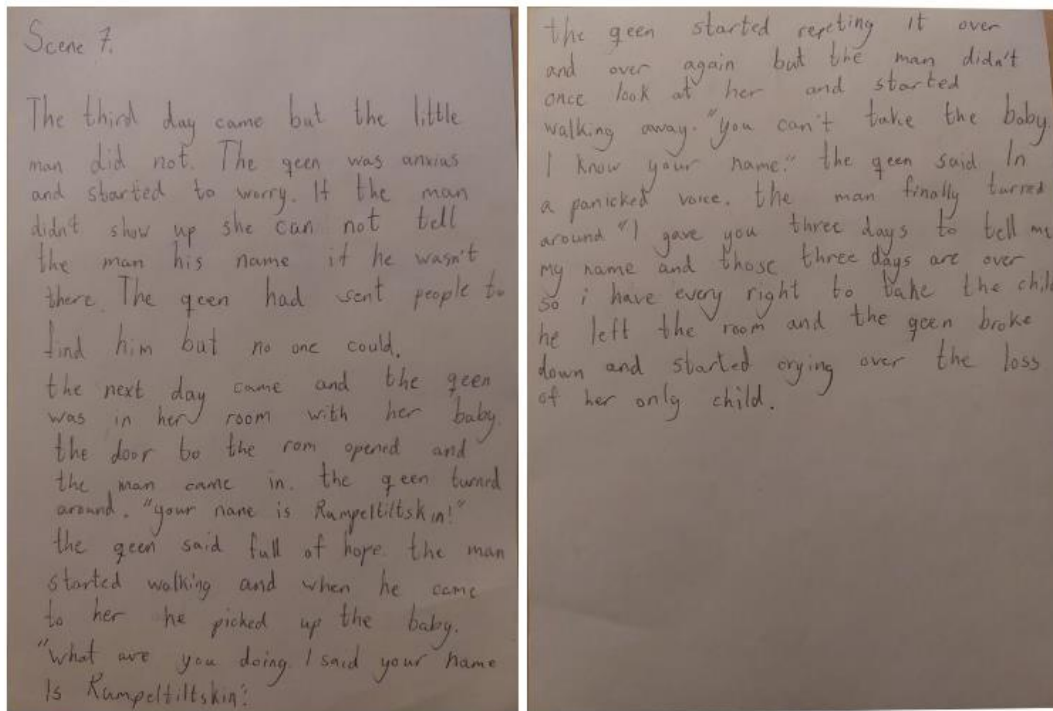 Scene 7.
The third day came but the little
man did not. The qeen was anxias
and started to worry. If the man
didn't show up she can not tell
the man his name if he wasn't
there. The qeen had sent people to
find him but no one could.
the next day came and the qeen
was in her room with her baby.
the door to the rom opened and
the man came in. the qeen turned
around. "your name is Rumpeltiltskin!"
the qeen said full of hope. the man
started walking and when he came
to her he picked up the baby.
"What are you doing. I said your name
Is Rumpeltiltskin".
the qeen started repeting It over
and over again but the man didn't
once look at her and started
walking away. "you can't take the baby
I know your name." the qeen said In
a panicked voice. the man finally turned
around "I gave you three days to tell me
my name and those three days are over
so i have every right to take the child
he left the room and the qeen broke
down and started crying over the loss
of her only child.